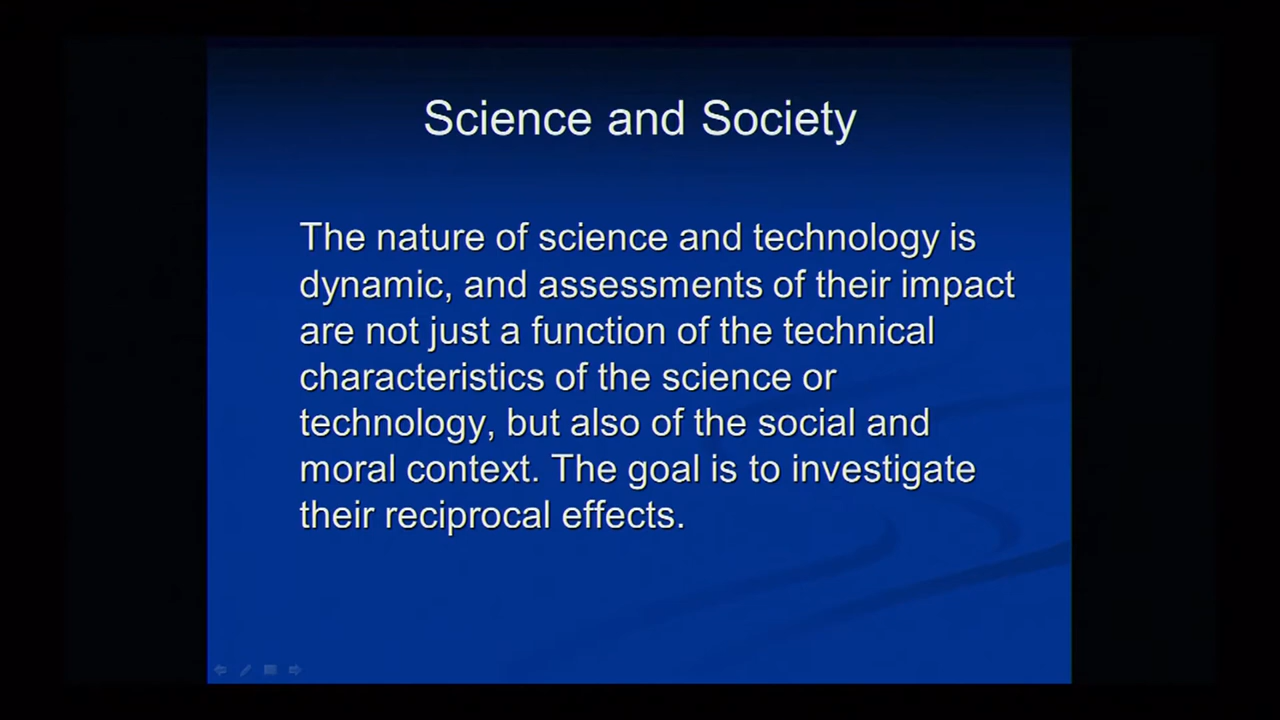 Science and Society
The nature of science and technology is
dynamic, and assessments of their impact
are not just a function of the technical
characteristics of the science or
technology, but also of the social and
moral context. The goal is to investigate
their reciprocal effects.